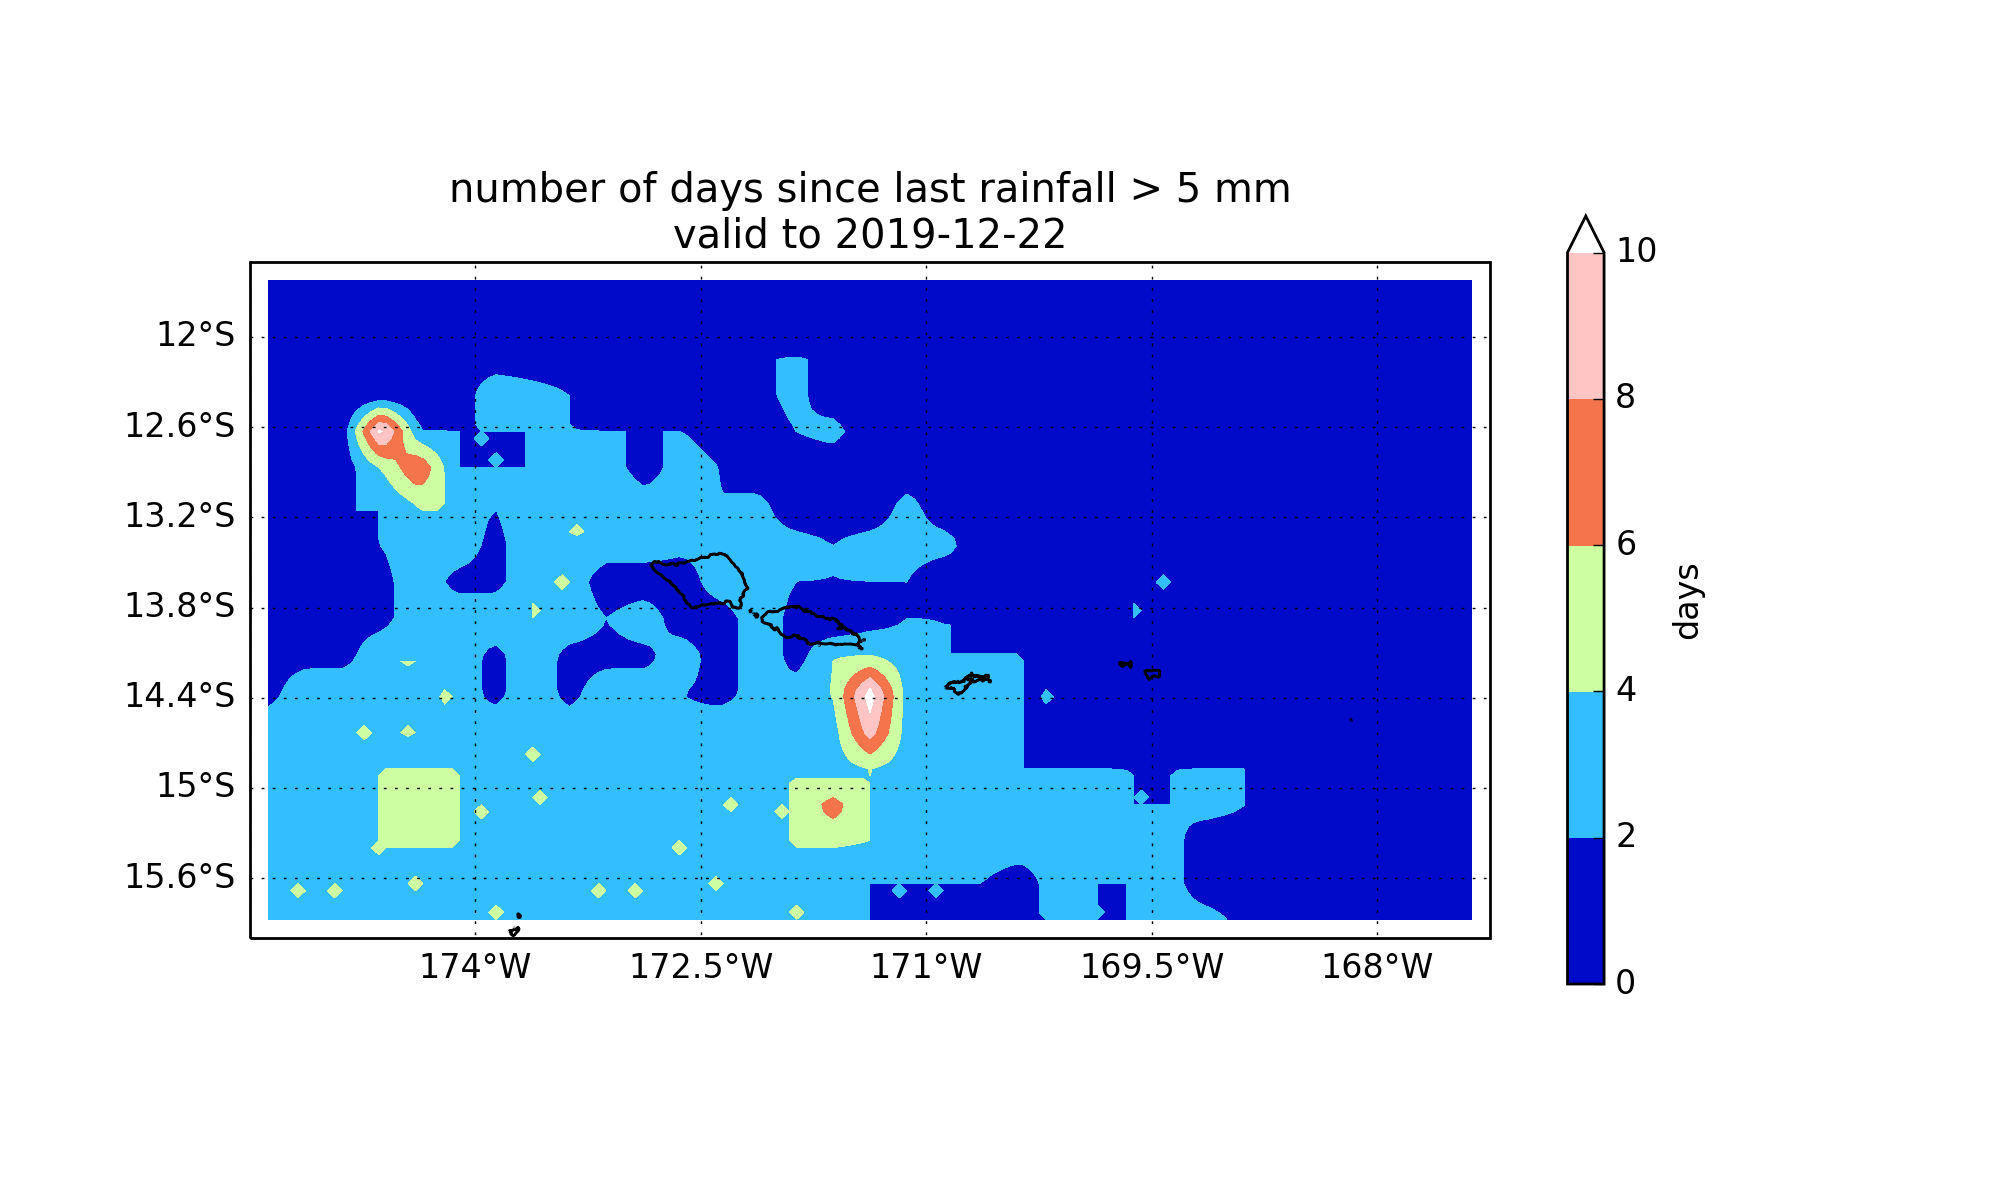 number of days since last rainfall > 5 mm
valid to 2019-12-22
12°S
12.6°S
13.2°S
13.8°S
14.4°S
15°S
15.6°S
174°W
172.5°W
171°W
169.5°W
168°W
10
8
6
4
2
0
days